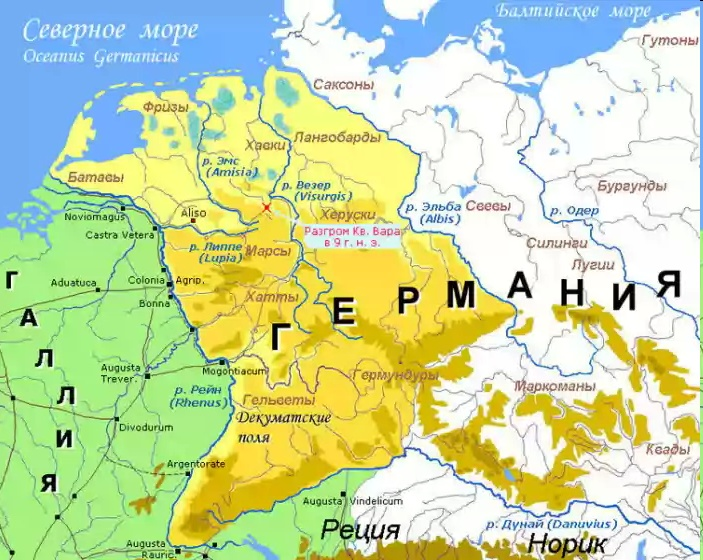 Северное море
Oceanus Germanicus
Балтийское море
Гутоны
Саксоны
Фризы
Хавки
Лангобарды
р. Эмс
(Amisia)
Батавы
р. Везер
(Visurgis)
р. Эльба
(Albis)
Свевы
р. Одер
Бургунды
Noviomagus
Aliso
Херуски
Разгром Кв. Вара
в 9 г. н. э.
Castra Vetera
р. Липпе
(Lupia)
Марсы
Силинги
Лугии
ГАЛЛИЯ
Aduatuca
Colonia Agrip.
Bonna
Хатты
ГЕРМАНИЯ
Augusta
Trever.
Mogontiacum
Гермундуры
Маркоманы
р. Рейн
(Rhenus)
Гельветы
Декуматские
поля
Divodurum
Квады
Argentorate
Augusta Vindelicum
р. Дунай (Danuvius)
Реция
Норик
Augusta
Rauric.